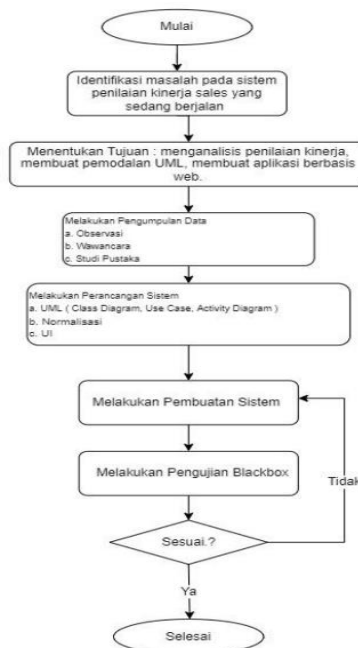 Mulai
Identifikasi masalah pada sistem
penilaian kinerja sales yang
sedang berjalan
Menentukan Tujuan : menganalisis penilaian kinerja,
membuat pemodalan UML, membuat aplikasi berbasis
web.
Melakukan Pengumpulan Data
a. Observasi
b. Wawancara
c. Studi Pustaka
Melakukan Perancangan Sistem
a. UML ( Class Diagram, Use Case, Activity Diagram )
b. Normalisasi
c. UI
Melakukan Pembuatan Sistem
Melakukan Pengujian Blackbox
Tidak
Sesuai.?
Ya
Selesai